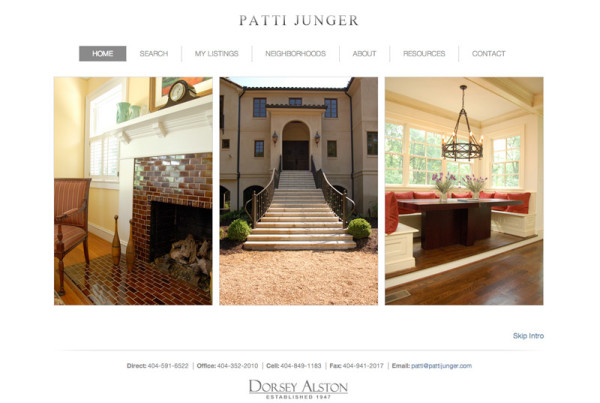 PATTI JUNGER
HOME SEARCH MY LISTINGS NEIGHBORHOODS ABOUT RESOURCES CONTACT
Skip Intro
Direct: 404-591-6522 | Office: 404-352-2010 | Cell: 404-849-1183 | Fax: 404-941-2017 | Email: patti@pattijunger.com
DORSEY ALSTON
ESTABLISHED 1947